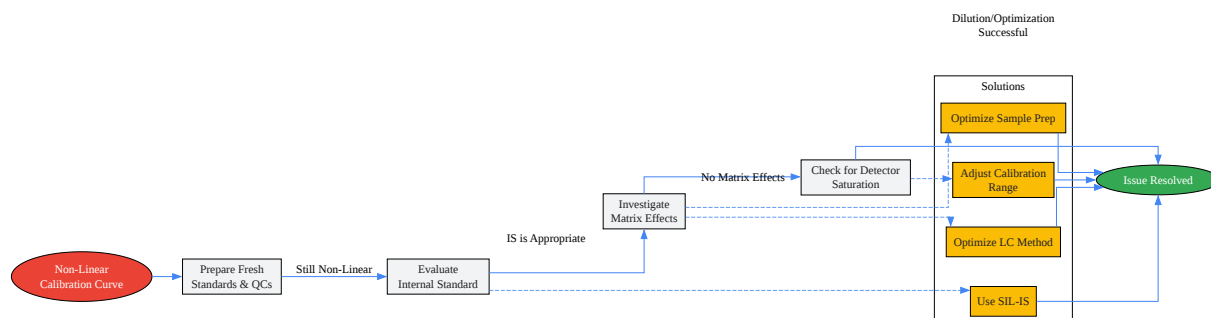 Dilution/Optimization
Successful
Solutions
Optimize Sample Prep
No Matrix Effects
Check for Detector
Saturation
Adjust Calibration
Range
Issue Resolved
Investigate
Matrix Effects
IS is Appropriate
Optimize LC Method
Non-Linear
Calibration Curve
Prepare Fresh
Standards & QCs
Still Non-Linear
Evaluate
Internal Standard
Use SIL-IS